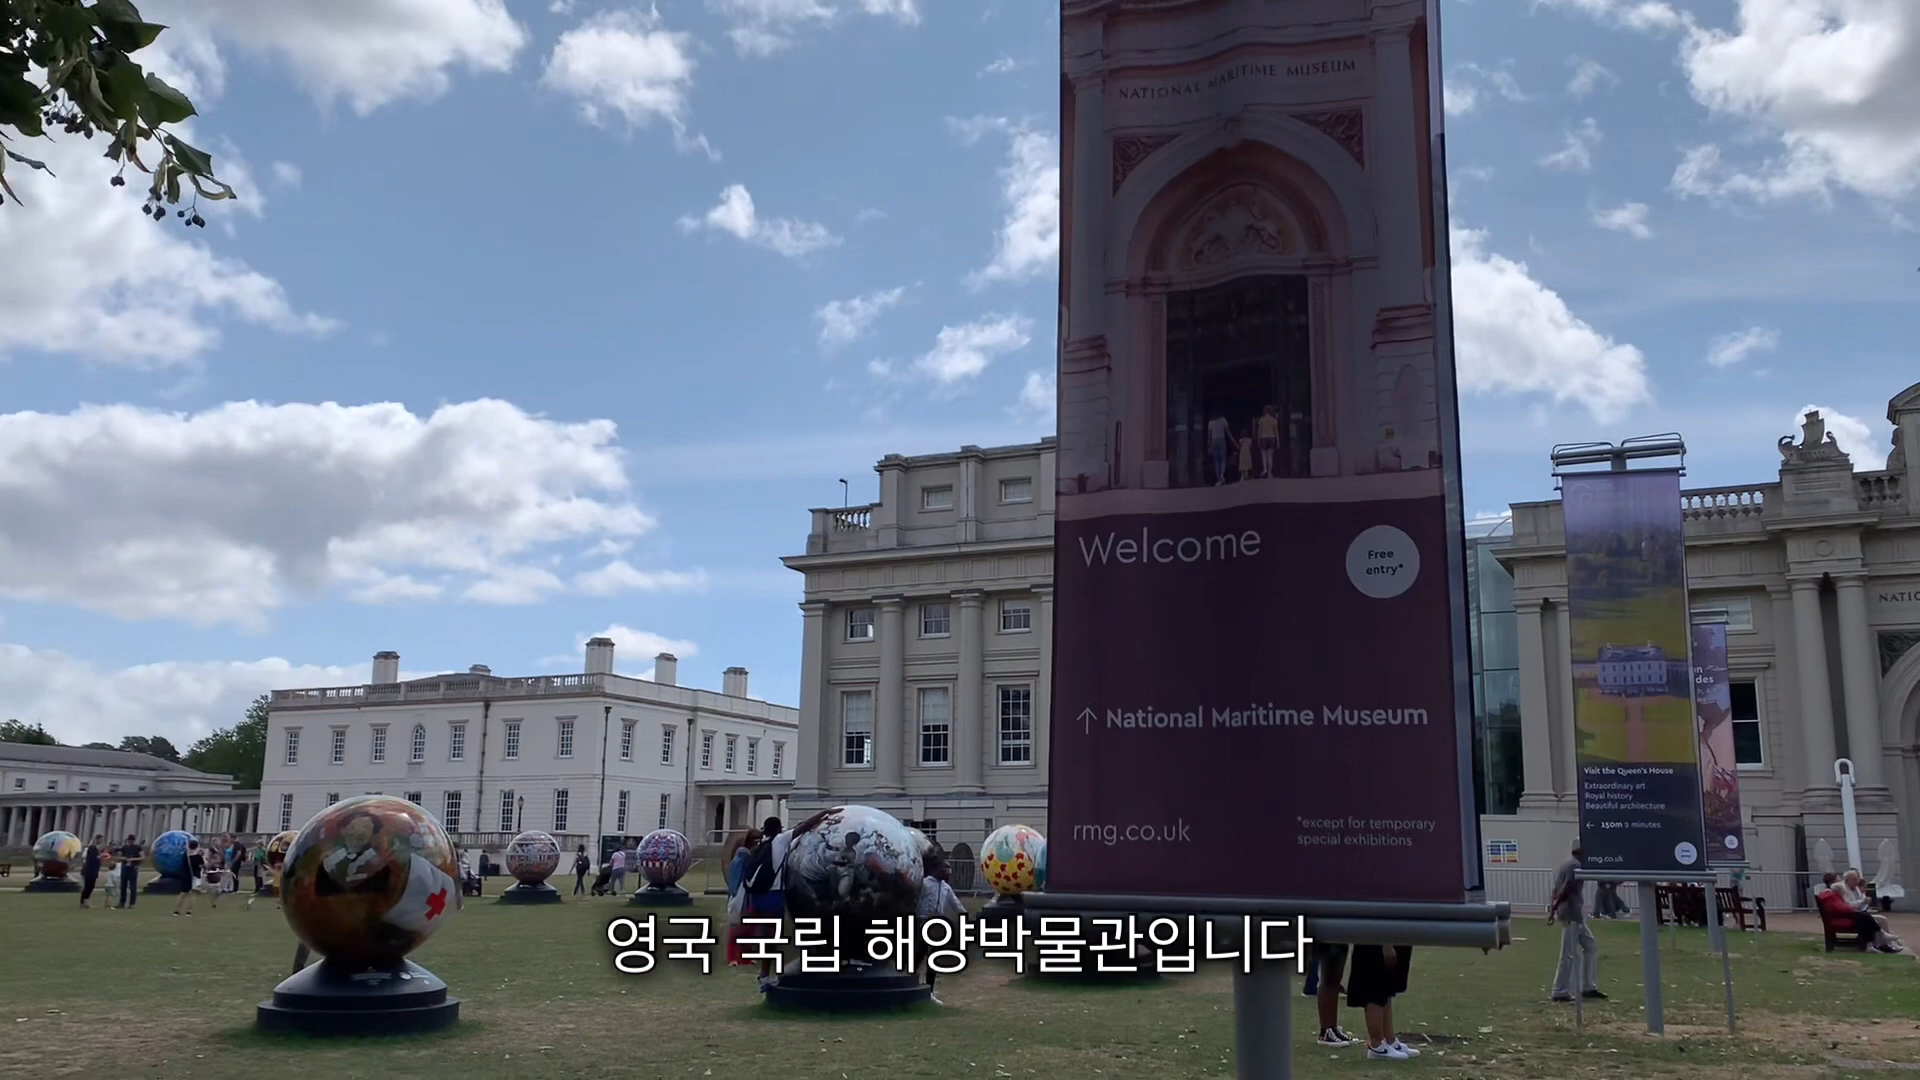 NATIONAL MARITIME MUSEUM
Welcome
Free
entry*
↑ National Maritime Museum
rmg.co.uk
*except for temporary
special exhibitions
Visit the Queen's House
Extraordinary art
Royal history
Beautiful architecture
← 150m 2 minutes
rmg.co.uk
영국 국립 해양박물관입니다